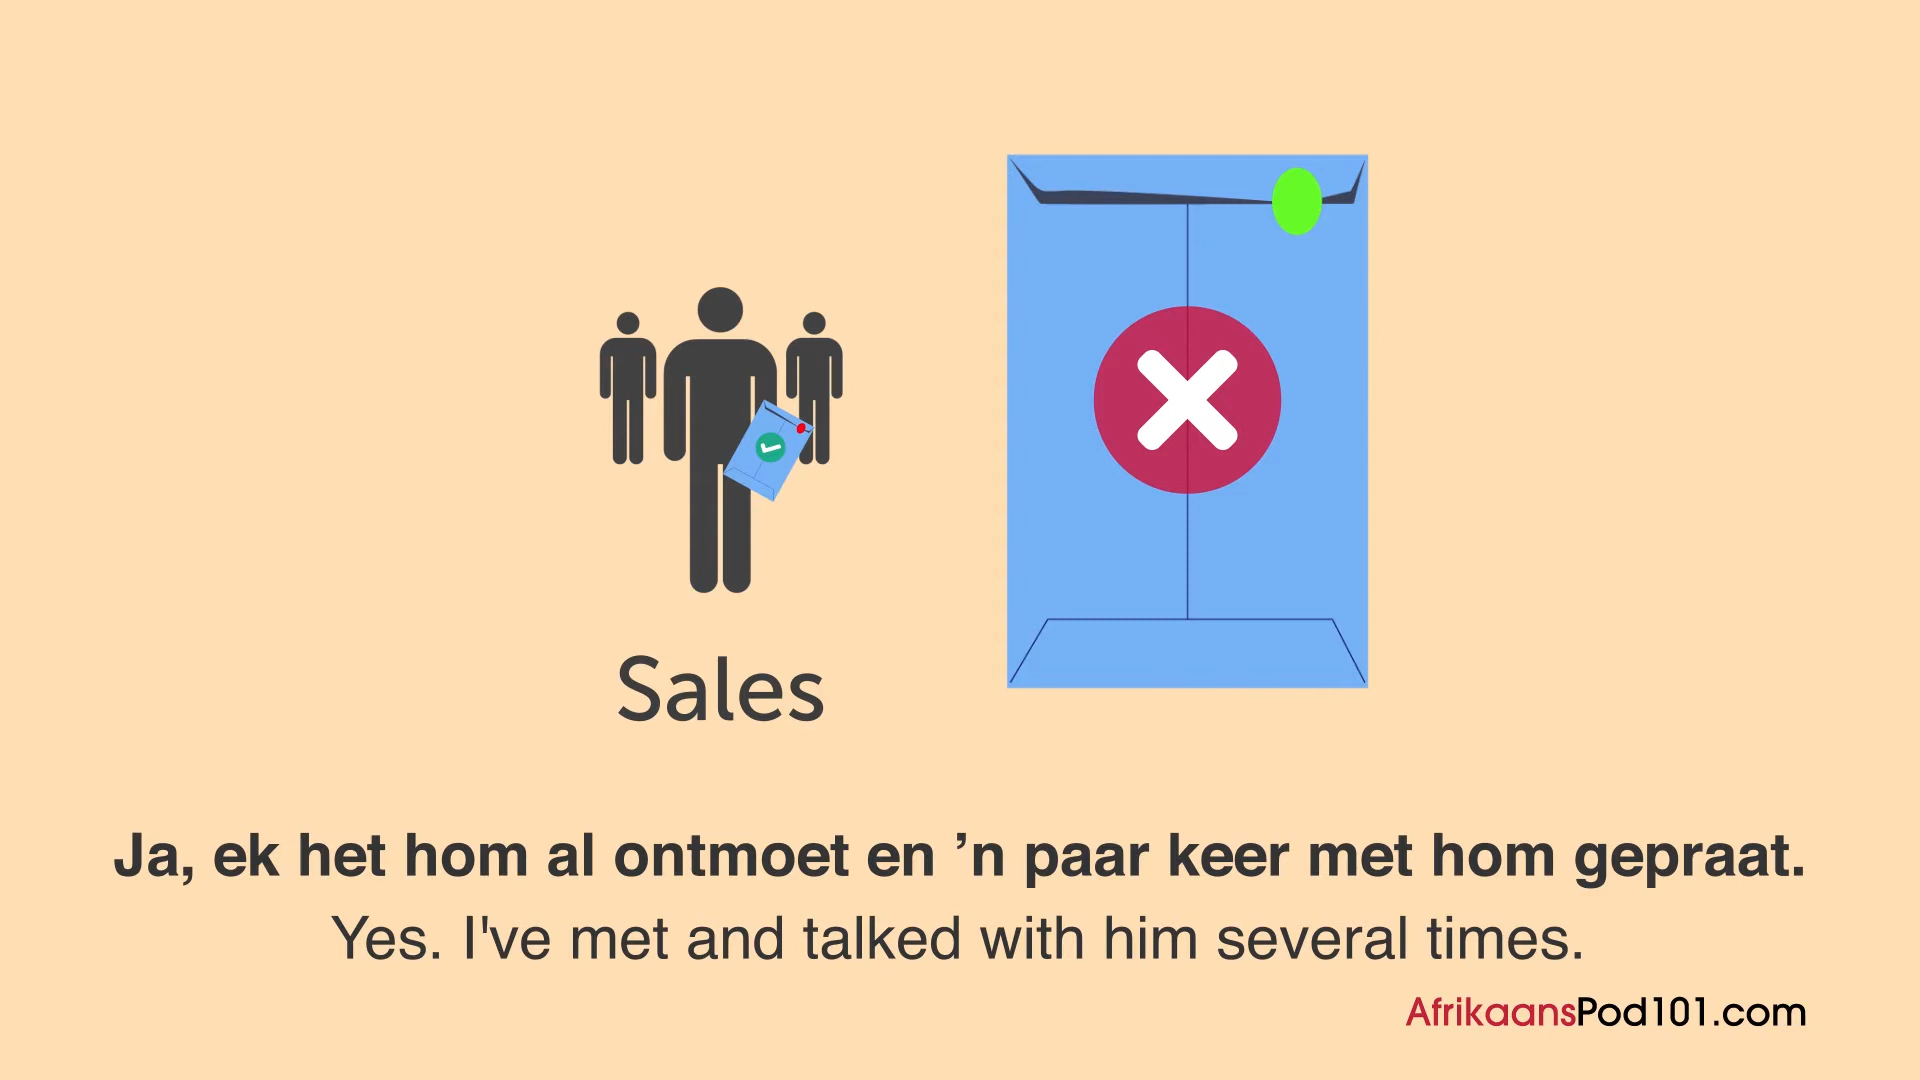 Sales
Ja, ek het hom al ontmoet en ’n paar keer met hom gepraat.
Yes. I've met and talked with him several times.
AfrikaansPod101.com